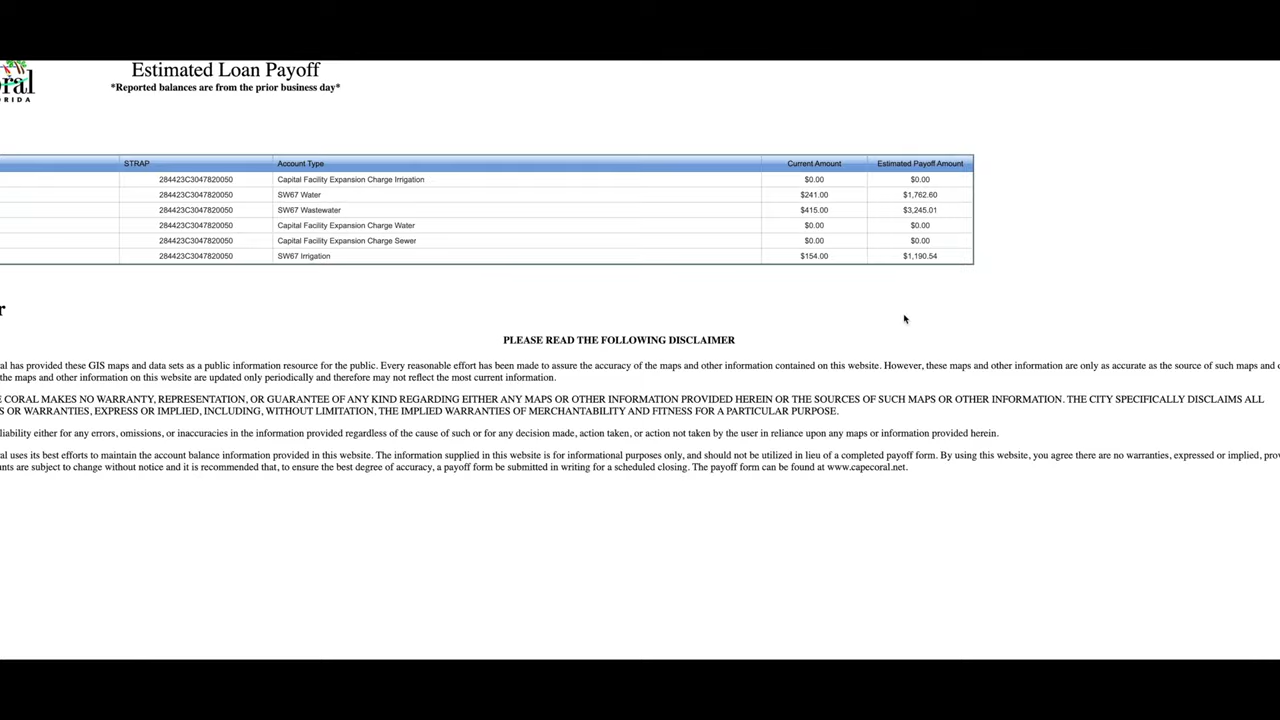 oral
ORIDA
Estimated Loan Payoff
*Reported balances are from the prior business day*
STRAP Account Type Current Amount Estimated Payoff Amount
284423C3047820050 Capital Facility Expansion Charge Irrigation $0.00 $0.00
284423C3047820050 SW67 Water $241.00 $1,762.60
284423C3047820050 SW67 Wastewater $415.00 $3,245.01
284423C3047820050 Capital Facility Expansion Charge Water $0.00 $0.00
284423C3047820050 Capital Facility Expansion Charge Sewer $0.00 $0.00
284423C3047820050 SW67 Irrigation $154.00 $1,190.54
r
PLEASE READ THE FOLLOWING DISCLAIMER
al has provided these GIS maps and data sets as a public information resource for the public. Every reasonable effort has been made to assure the accuracy of the maps and other information contained on this website. However, these maps and other information are only as accurate as the source of such maps and o
the maps and other information on this website are updated only periodically and therefore may not reflect the most current information.
E CORAL MAKES NO WARRANTY, REPRESENTATION, OR GUARANTEE OF ANY KIND REGARDING EITHER ANY MAPS OR OTHER INFORMATION PROVIDED HEREIN OR THE SOURCES OF SUCH MAPS OR OTHER INFORMATION. THE CITY SPECIFICALLY DISCLAIMS ALL
S OR WARRANTIES, EXPRESS OR IMPLIED, INCLUDING, WITHOUT LIMITATION, THE IMPLIED WARRANTIES OF MERCHANTABILITY AND FITNESS FOR A PARTICULAR PURPOSE.
liability either for any errors, omissions, or inaccuracies in the information provided regardless of the cause of such or for any decision made, action taken, or action not taken by the user in reliance upon any maps or information provided herein.
al uses its best efforts to maintain the account balance information provided in this website. The information supplied in this website is for informational purposes only, and should not be utilized in lieu of a completed payoff form. By using this website, you agree there are no warranties, expressed or implied, prov
nts are subject to change without notice and it is recommended that, to ensure the best degree of accuracy, a payoff form be submitted in writing for a scheduled closing. The payoff form can be found at www.capecoral.net.